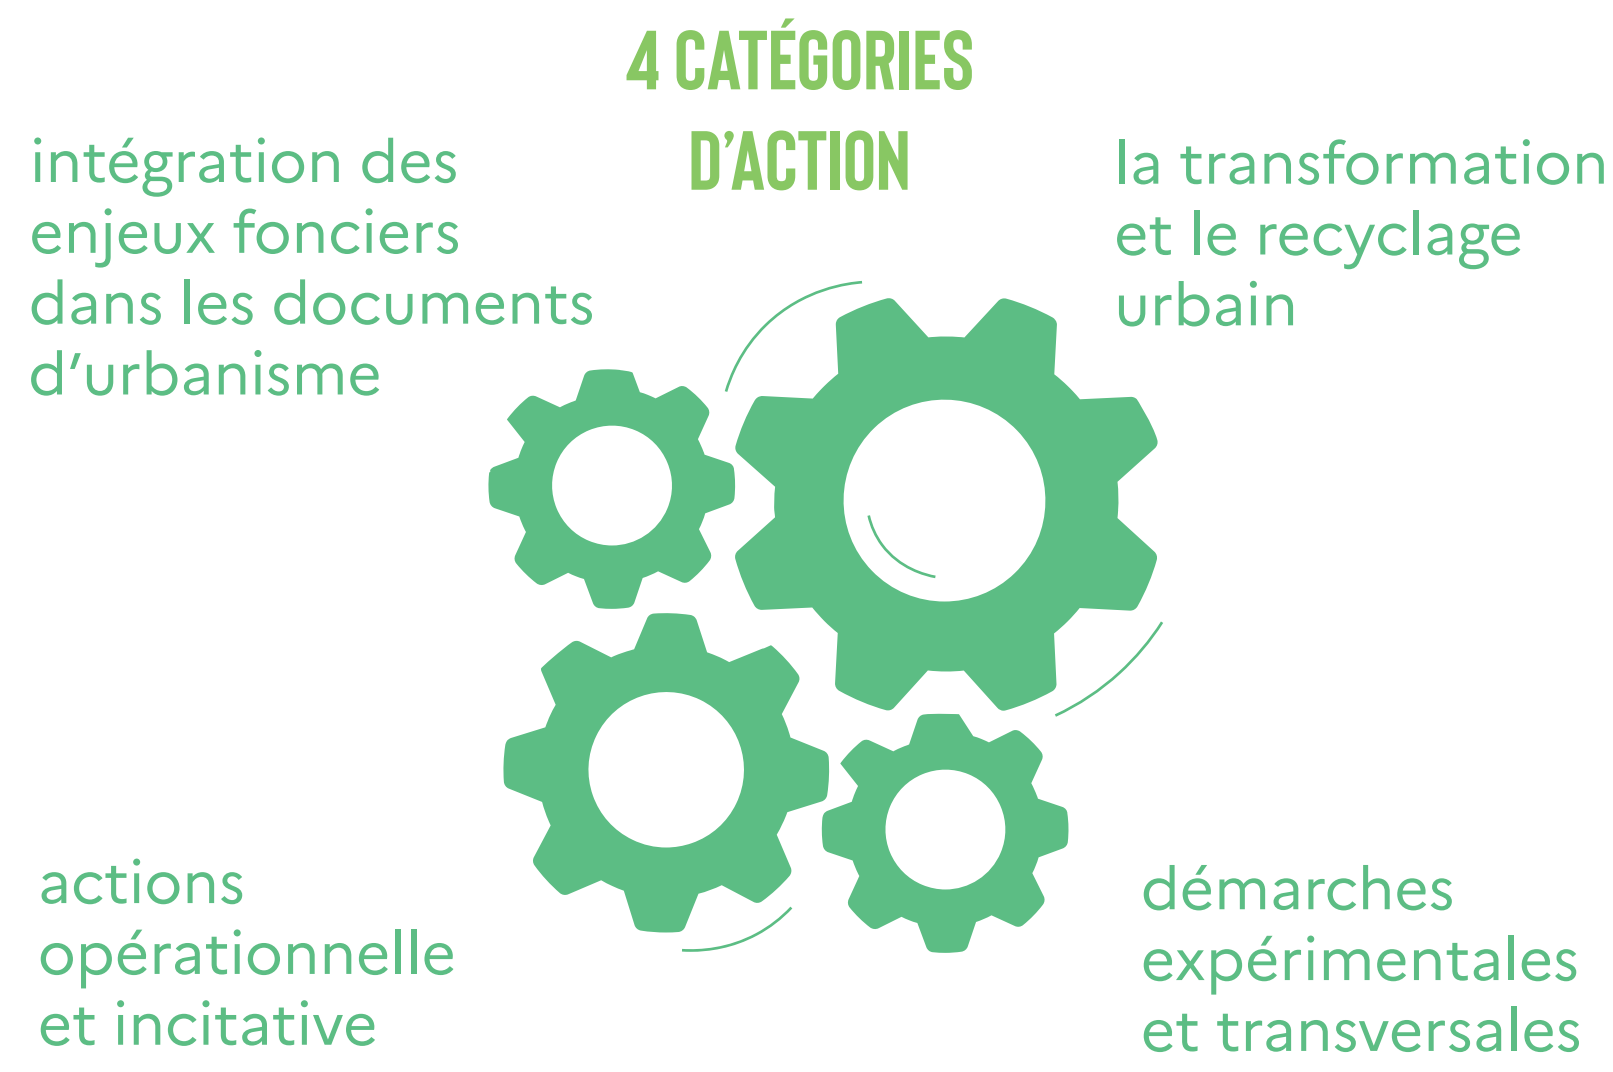 4 CATÉGORIES
D’ACTION
intégration des
enjeux fonciers
dans les documents
d’urbanisme
la transformation
et le recyclage
urbain
actions
opérationnelle
et incitative
démarches
expérimentales
et transversales